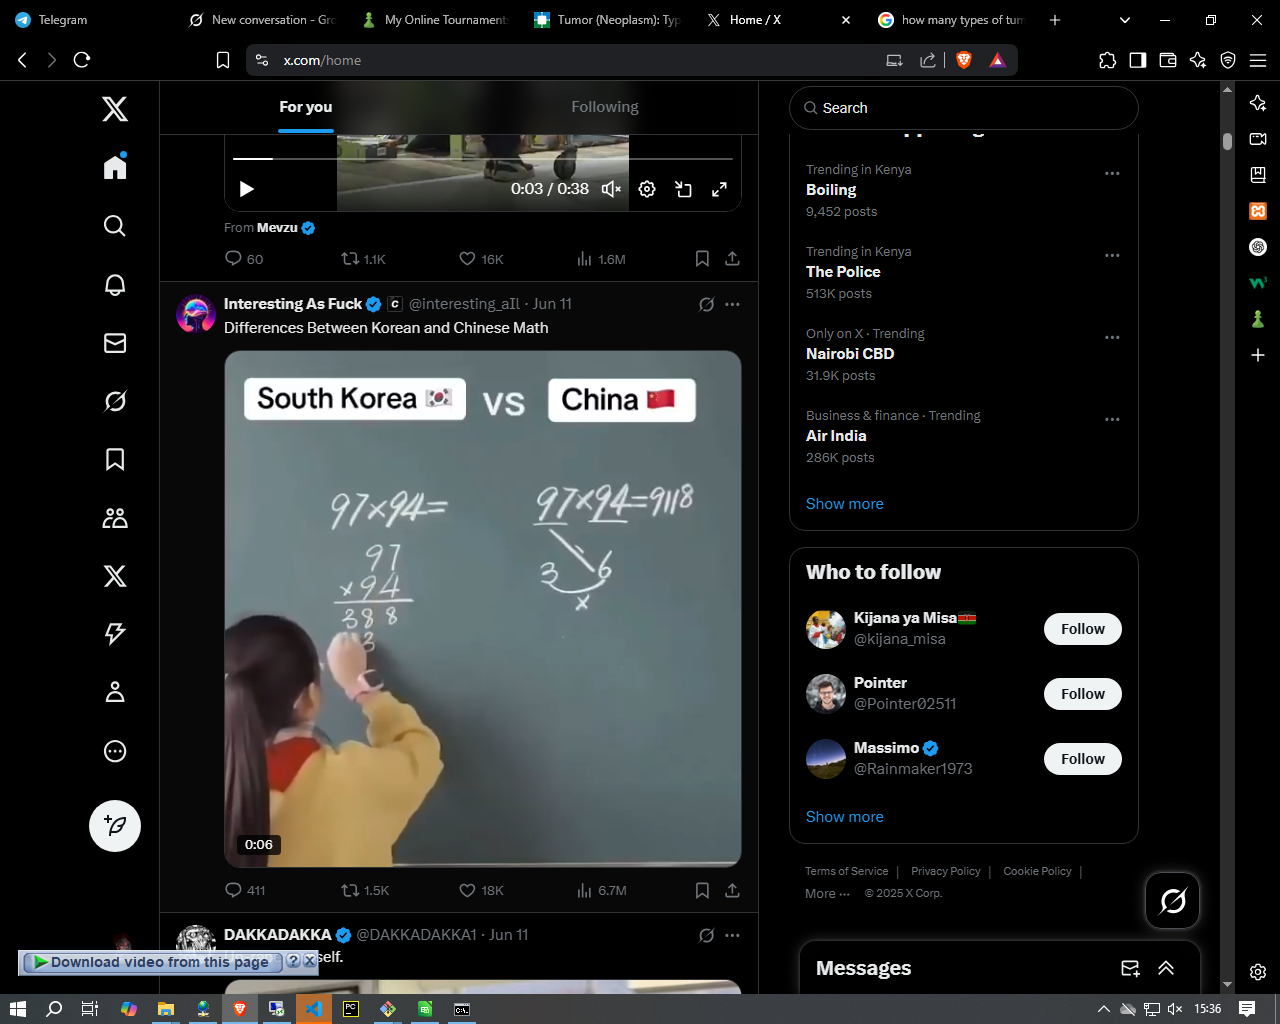 Telegram
New conversation - Gro
My Online Tournament
Tumor (Neoplasm): Typ
Home / X
how many types of tum
x.com/home
For you
Following
0:03 / 0:38
From Mevzu
60
1.1K
16K
1.6M
Interesting As Fuck
@interesting_aIl · Jun 11
Differences Between Korean and Chinese Math
South Korea 🇰🇷 vs China 🇨🇳
97×94=
97
×94
388
3
97×94=9118
3 6
×
0:06
411
1.5K
18K
6.7M
DAKKADAKKA
@DAKKADAKKA1 · Jun 11
self.
Download video from this page
?
X
Search
Trending in Kenya
Boiling
9,452 posts
Trending in Kenya
The Police
513K posts
Only on X · Trending
Nairobi CBD
31.9K posts
Business & finance · Trending
Air India
286K posts
Show more
Who to follow
Kijana ya Misa🇰🇪
@kijana_misa
Follow
Pointer
@Pointer02511
Follow
Massimo
@Rainmaker1973
Follow
Show more
Terms of Service | Privacy Policy | Cookie Policy |
More ··· © 2025 X Corp.
Messages
15:36